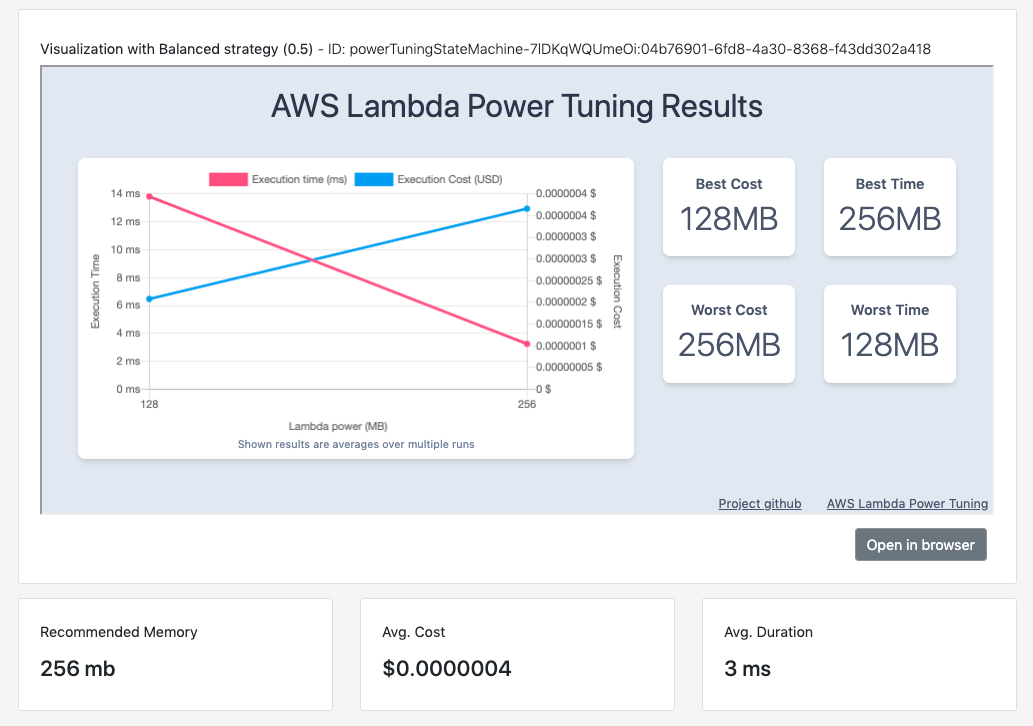 Visualization with Balanced strategy (0.5) - ID: powerTuningStateMachine-7lDKqWQUmeOi:04b76901-6fd8-4a30-8368-f43dd302a418
AWS Lambda Power Tuning Results
Execution time (ms) Execution Cost (USD)
14 ms
12 ms
10 ms
8 ms
6 ms
4 ms
2 ms
0 ms
Execution Time
0.0000004 $
0.0000004 $
0.0000003 $
0.0000003 $
0.00000025 $
0.0000002 $
0.00000015 $
0.0000001 $
0.00000005 $
0 $
Execution Cost
128 256
Lambda power (MB)
Shown results are averages over multiple runs
Best Cost
128MB
Best Time
256MB
Worst Cost
256MB
Worst Time
128MB
Project github AWS Lambda Power Tuning
Open in browser
Recommended Memory
256 mb
Avg. Cost
$0.0000004
Avg. Duration
3 ms